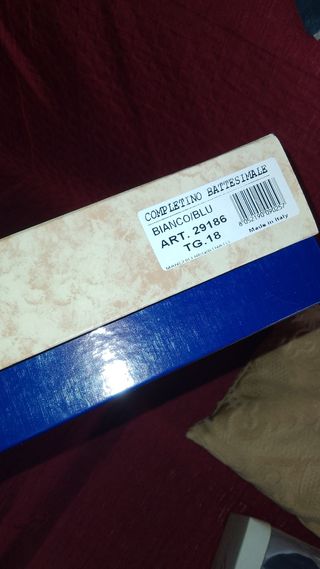 COMPLETINO BATTESIMALE
BIANCO/BLU
ART. 29186
TG.18
Made in Italy